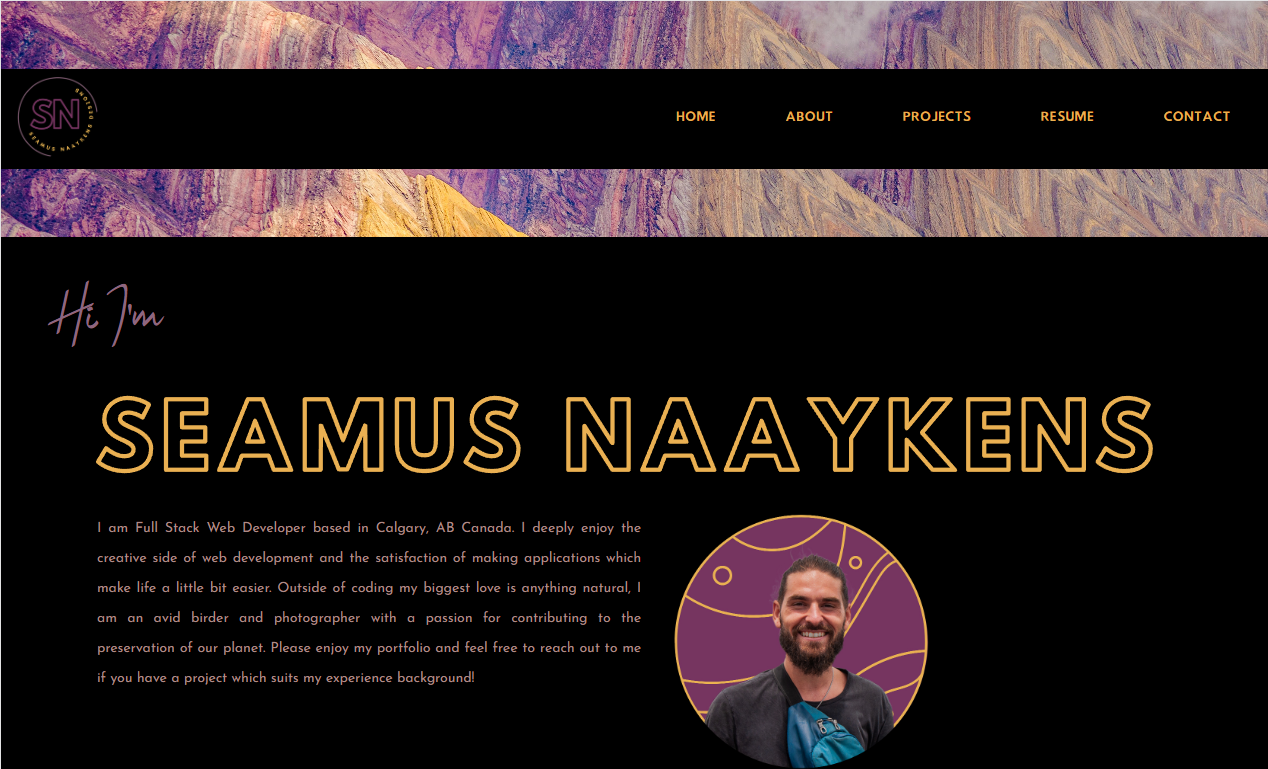 SN
SEAMUS NAAYKENS DESIGNS
HOME ABOUT PROJECTS RESUME CONTACT
Hi I'm
SEAMUS NAAYKENS
I am Full Stack Web Developer based in Calgary, AB Canada. I deeply enjoy the
creative side of web development and the satisfaction of making applications which
make life a little bit easier. Outside of coding my biggest love is anything natural, I
am an avid birder and photographer with a passion for contributing to the
preservation of our planet. Please enjoy my portfolio and feel free to reach out to me
if you have a project which suits my experience background!